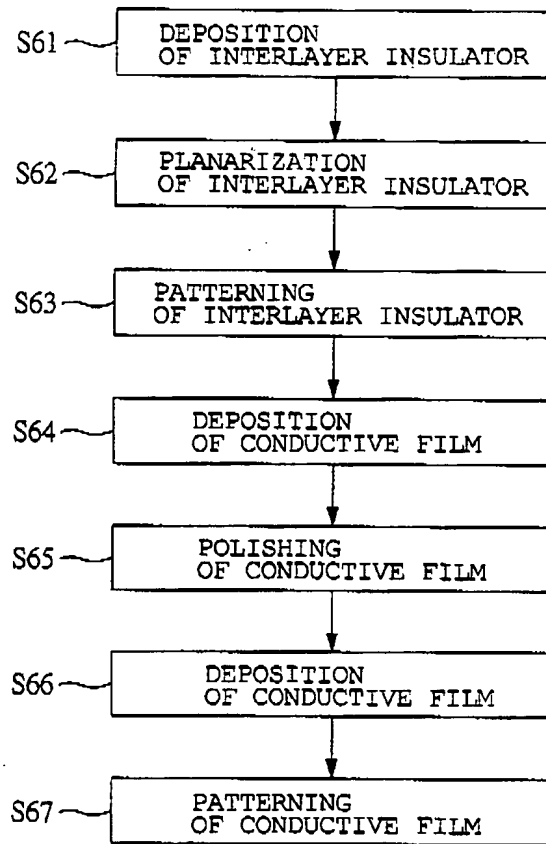 S61
DEPOSITION
OF INTERLAYER INSULATOR
S62
PLANARIZATION
OF INTERLAYER INSULATOR
S63
PATTERNING
OF INTERLAYER INSULATOR
S64
DEPOSITION
OF CONDUCTIVE FILM
S65
POLISHING
OF CONDUCTIVE FILM
S66
DEPOSITION
OF CONDUCTIVE FILM
S67
PATTERNING
OF CONDUCTIVE FILM